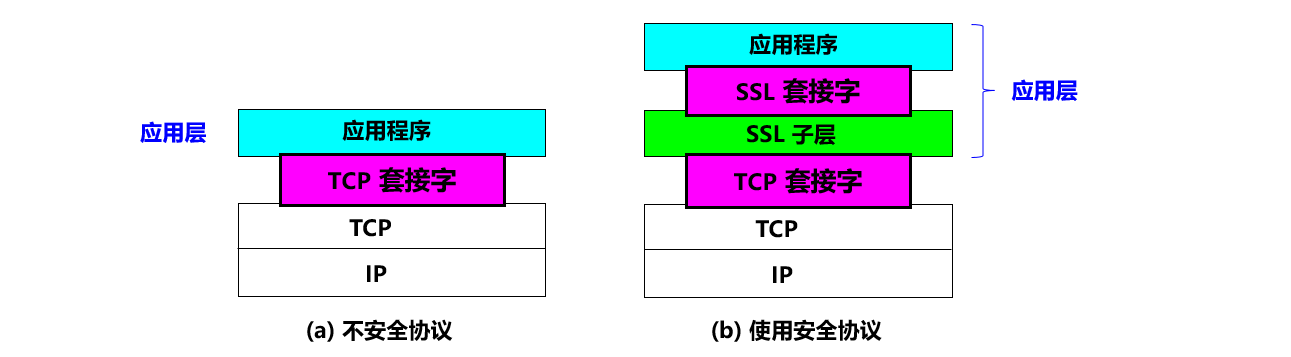 应用层
应用程序
TCP 套接字
TCP
IP
(a) 不安全协议
应用程序
SSL 套接字
SSL 子层
TCP 套接字
TCP
IP
应用层
(b) 使用安全协议